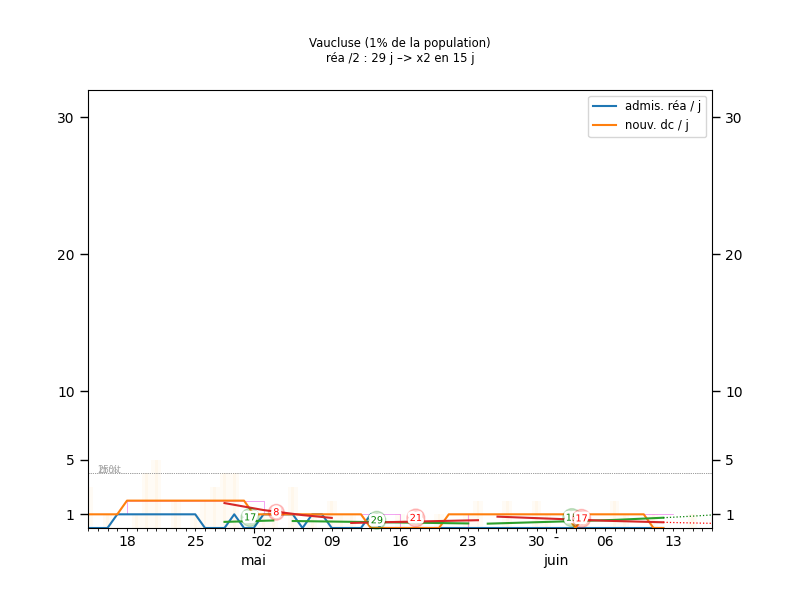 Vaucluse (1% de la population)
réa /2 : 29 j –> x2 en 15 j
admis. réa / j
nouv. dc / j
30 30
20 20
10 10
5 5
1 1
17 8 29 21 17
18 25 02 09 16 23 30 06 13
mai juin